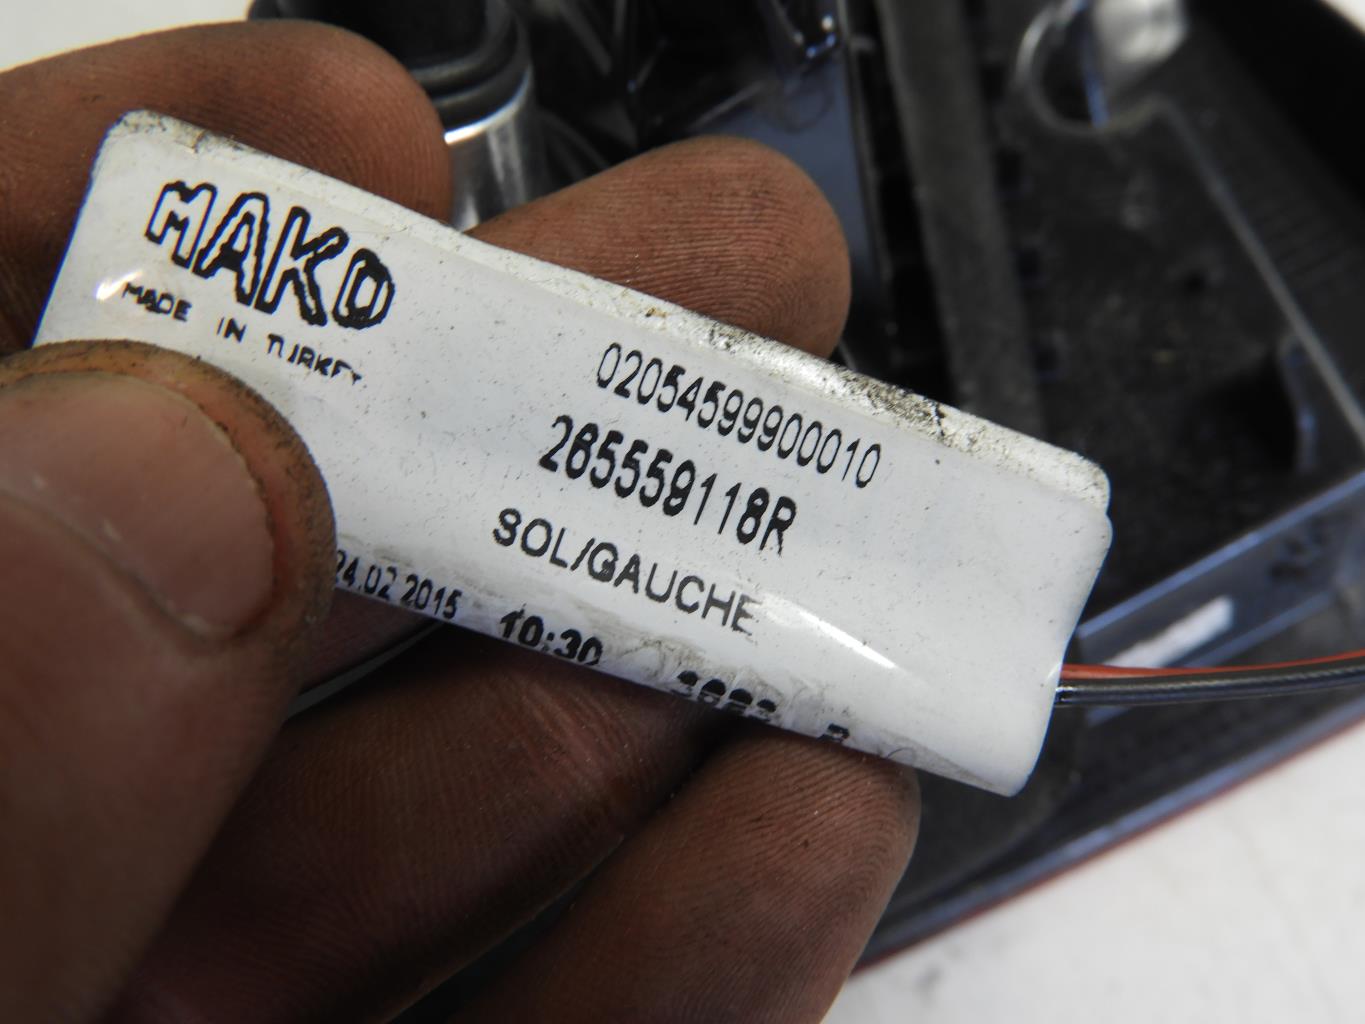 MAKO
MADE IN TURKEY
02054599900010
265559118R
SOL/GAUCHE
24.02.2015 10:30